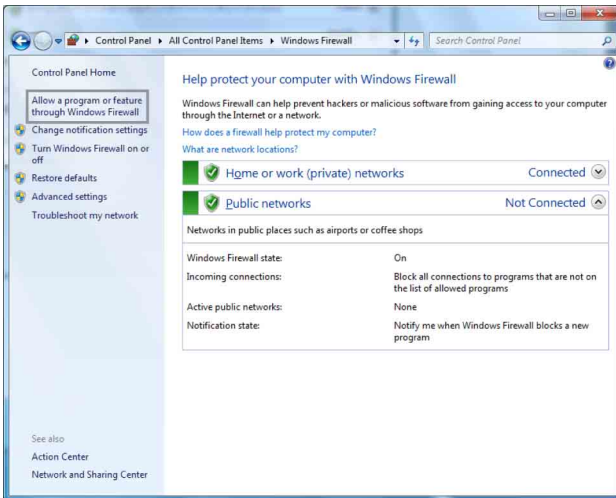 Control Panel ▸ All Control Panel Items ▸ Windows Firewall
Search Control Panel
Control Panel Home
Allow a program or feature
through Windows Firewall
Change notification settings
Turn Windows Firewall on or
off
Restore defaults
Advanced settings
Troubleshoot my network
See also
Action Center
Network and Sharing Center
Help protect your computer with Windows Firewall
Windows Firewall can help prevent hackers or malicious software from gaining access to your computer
through the Internet or a network.
How does a firewall help protect my computer?
What are network locations?
Home or work (private) networks Connected
Public networks Not Connected
Networks in public places such as airports or coffee shops
Windows Firewall state: On
Incoming connections: Block all connections to programs that are not on
the list of allowed programs
Active public networks: None
Notification state: Notify me when Windows Firewall blocks a new
program